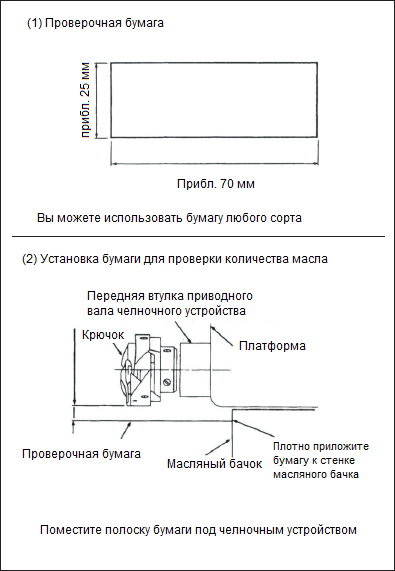 (1) Проверочная бумага
прибл. 25 мм
Прибл. 70 мм
Вы можете использовать бумагу любого сорта
(2) Установка бумаги для проверки количества масла
Передняя втулка приводного
вала челночного устройства
Крючок
Платформа
Проверочная бумага
Масляный бачок
Плотно приложите
бумагу к стенке
масляного бачка
Поместите полоску бумаги под челночным устройством